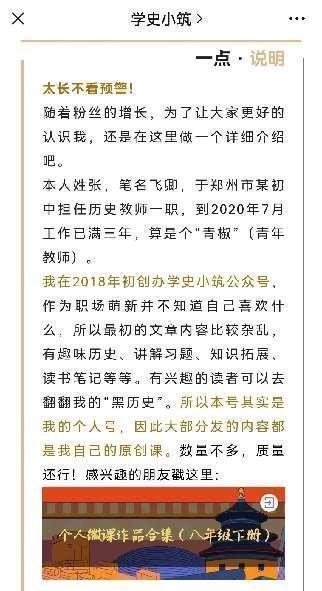 学史小筑
一点·说明
太长不看预警！
随着粉丝的增长，为了让大家更好的
认识我，还是在这里做一个详细介绍
吧。
本人姓张，笔名飞卿，于郑州市某初
中担任历史教师一职，到2020年7月
工作已满三年，算是个“青椒”（青年
教师）。
我在2018年初创办学史小筑公众号，
作为职场萌新并不知道自己喜欢什
么，所以最初的文章内容比较杂乱，
有趣味历史、讲解习题、知识拓展、
读书笔记等等。有兴趣的读者可以去
翻翻我的“黑历史”。所以本号其实是
我的个人号，因此大部分发的内容都
是我自己的原创课。数量不多，质量
还行！感兴趣的朋友戳这里：
个人微课作品合集（八年级下册）